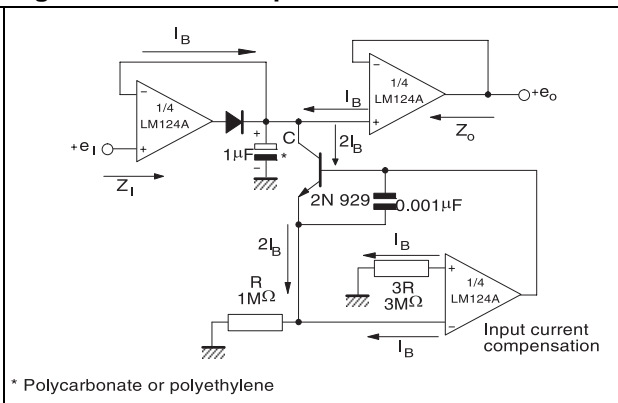 I_B
1/4
LM124A
+e_I
Z_I
+
1μF
*
C
I_B
2I_B
1/4
LM124A
+e_o
Z_o
2N 929
0.001μF
2I_B
R
1MΩ
I_B
3R
3MΩ
1/4
LM124A
I_B
Input current
compensation
* Polycarbonate or polyethylene